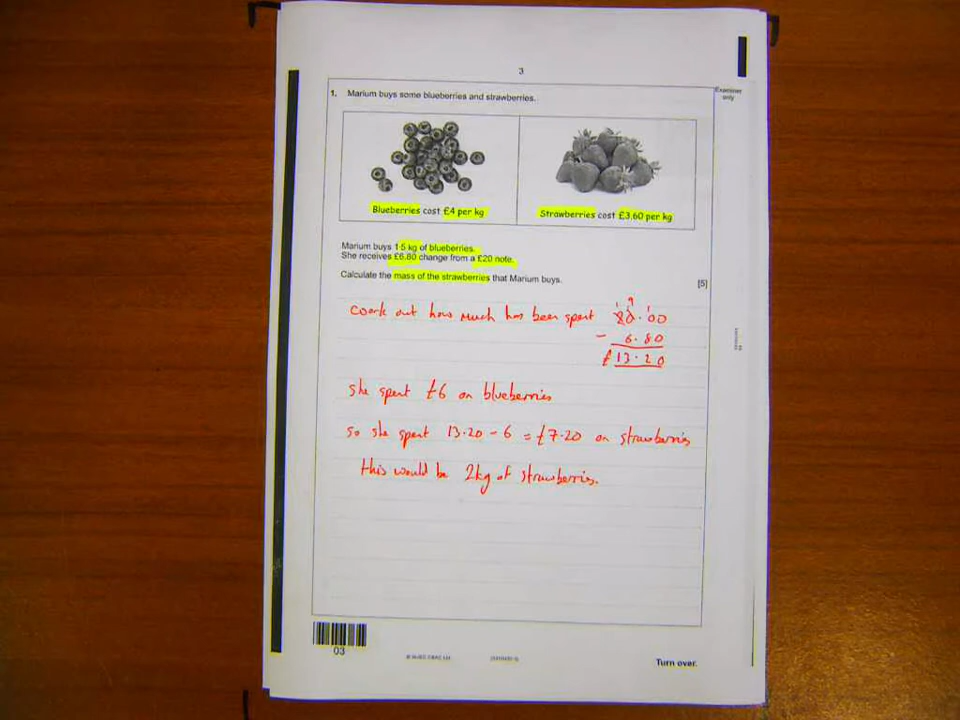 3
Examiner
only
1. Marium buys some blueberries and strawberries.
Blueberries cost £4 per kg
Strawberries cost £3.60 per kg
Marium buys 1·5 kg of blueberries.
She receives £6.80 change from a £20 note.
Calculate the mass of the strawberries that Marium buys.
[5]
work out how much has been spent 20.00
- 6.80
£13.20
She spent £6 on blueberries
so she spent 13.20 - 6 = £7.20 on strawberries
this would be 2kg of strawberries.
03
Turn over.